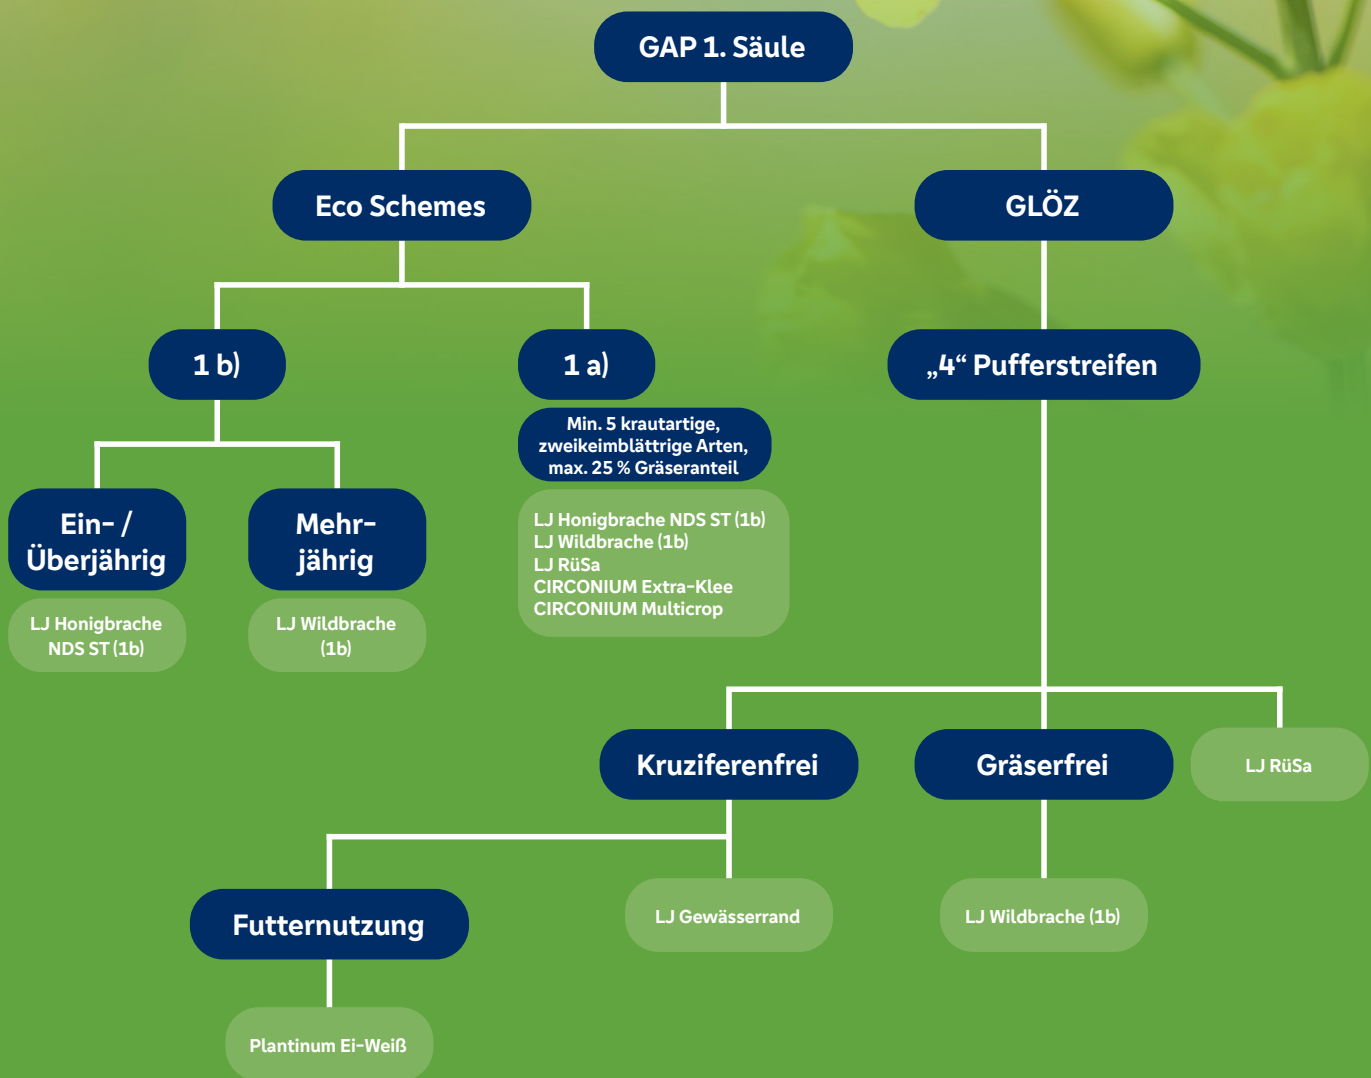 GAP 1. Säule
Eco Schemes
GLÖZ
1 b)
1 a)
„4“ Pufferstreifen
Min. 5 krautartige,
zweikeimblättrige Arten,
max. 25 % Gräseranteil
Ein- /
Überjährig
Mehr-
jährig
LJ Honigbrache NDS ST (1b)
LJ Wildbrache (1b)
LJ RüSa
CIRCONIUM Extra-Klee
CIRCONIUM Multicrop
LJ Honigbrache
NDS ST (1b)
LJ Wildbrache
(1b)
Kruziferenfrei
Gräserfrei
LJ RüSa
Futternutzung
LJ Gewässerrand
LJ Wildbrache (1b)
Plantinum Ei-Weiß